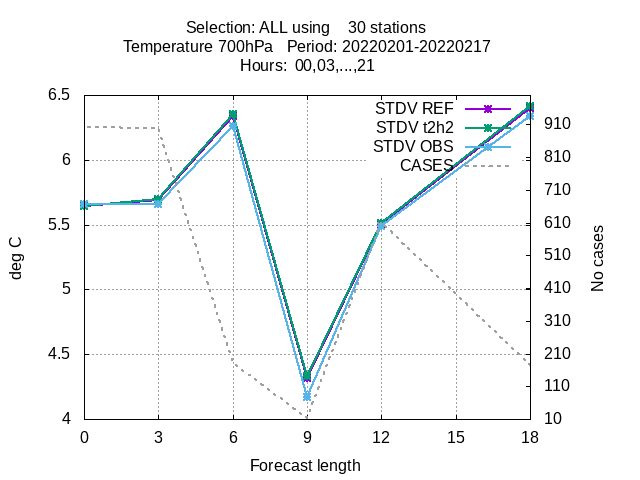 Selection: ALL using    30 stations
Temperature 700hPa   Period: 20220201-20220217
Hours:  00,03,...,21
6.5
6
5.5
5
4.5
4
deg C
STDV REF
STDV t2h2
STDV OBS
CASES
910
810
710
610
510
410
310
210
110
10
No cases
0 3 6 9 12 15 18
Forecast length